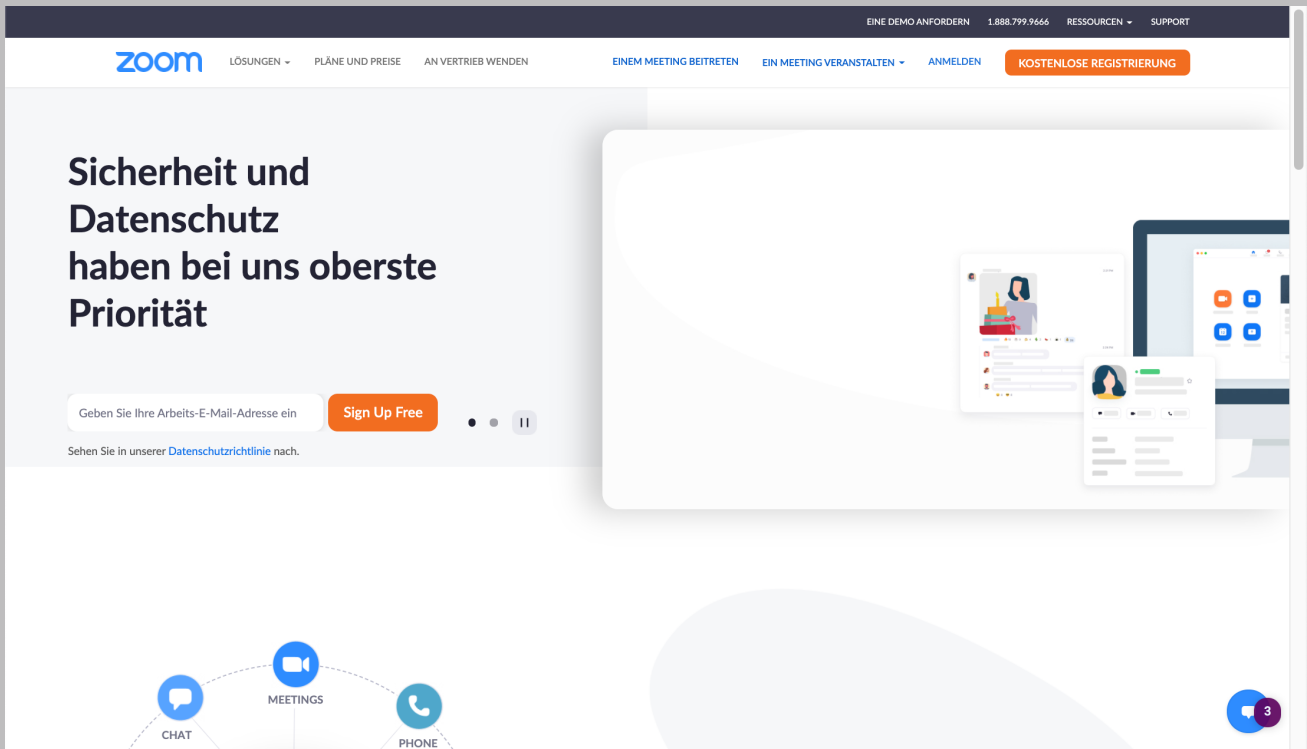 EINE DEMO ANFORDERN 1.888.799.9666 RESSOURCEN SUPPORT
zoom LÖSUNGEN PLÄNE UND PREISE AN VERTRIEB WENDEN EINEM MEETING BEITRETEN EIN MEETING VERANSTALTEN ANMELDEN KOSTENLOSE REGISTRIERUNG
Sicherheit und
Datenschutz
haben bei uns oberste
Priorität
Geben Sie Ihre Arbeits-E-Mail-Adresse ein Sign Up Free
Sehen Sie in unserer Datenschutzrichtlinie nach.
MEETINGS
CHAT
PHONE
3